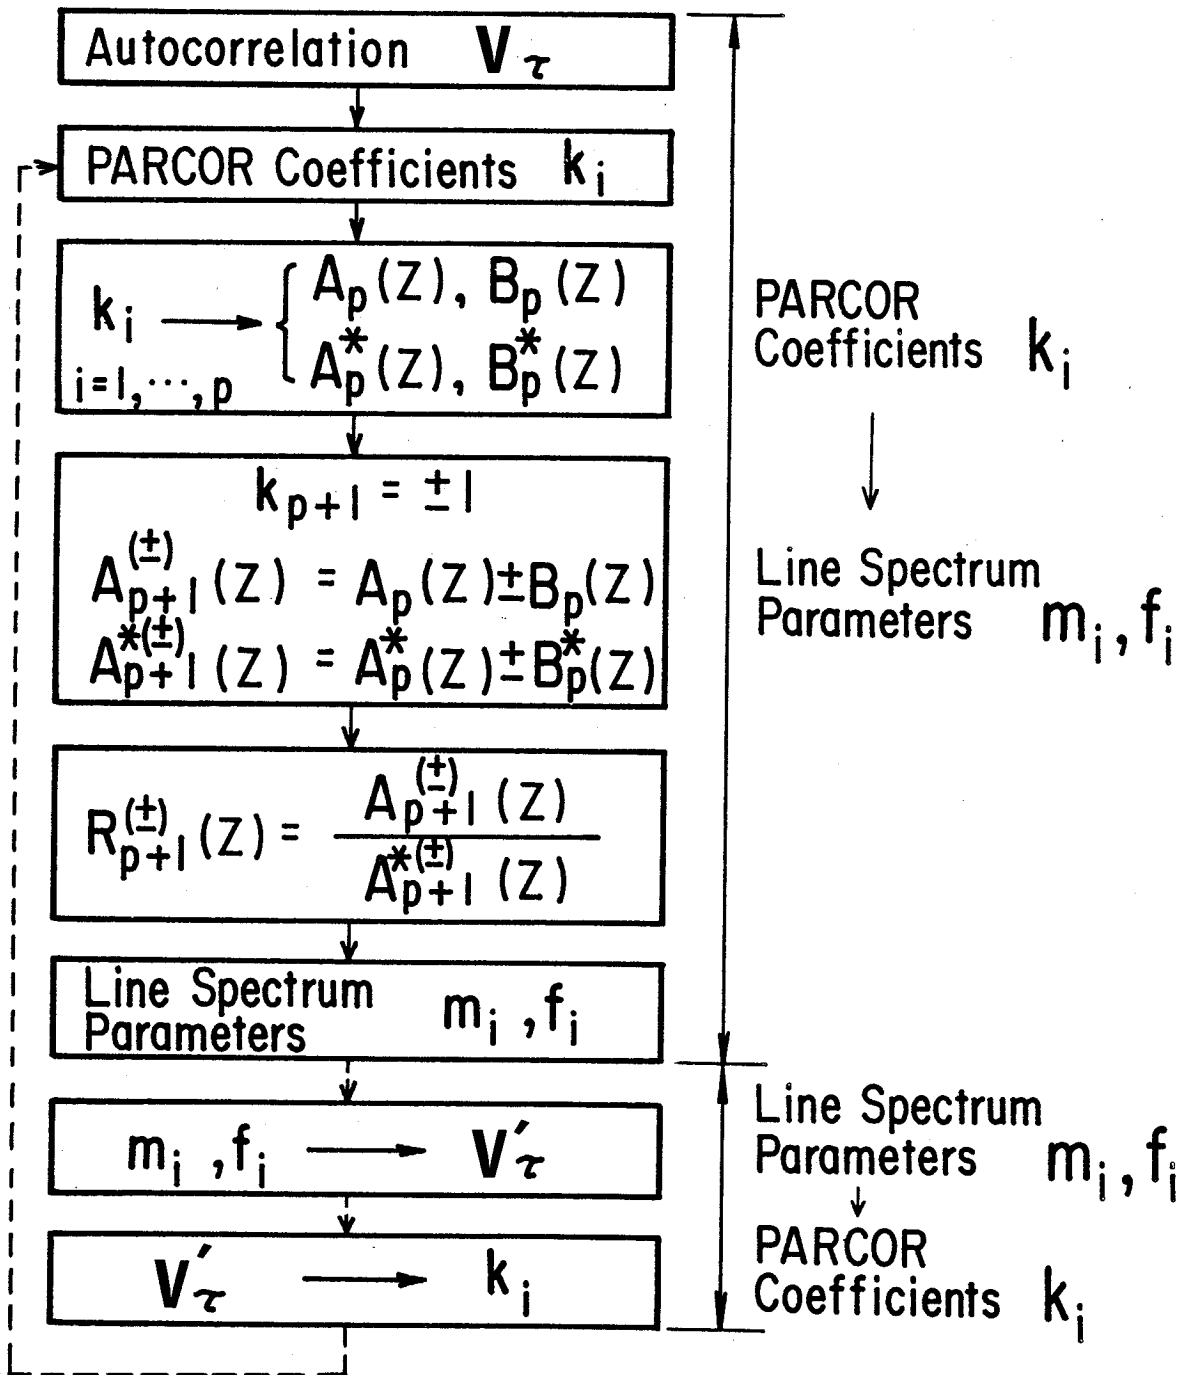 Autocorrelation V_τ
PARCOR Coefficients k_i
k_i → { A_p(Z), B_p(Z)
A*_p(Z), B*_p(Z)
i=1,···,p
k_{p+1} = ±1
A^{(±)}_{p+1}(Z) = A_p(Z)±B_p(Z)
A^{*(±)}_{p+1}(Z) = A*_p(Z)±B*_p(Z)
R^{(±)}_{p+1}(Z) = A^{(±)}_{p+1}(Z) / A^{*(±)}_{p+1}(Z)
Line Spectrum
Parameters m_i, f_i
m_i, f_i → V'_τ
V'_τ → k_i
PARCOR
Coefficients k_i
↓
Line Spectrum
Parameters m_i, f_i
Line Spectrum
Parameters m_i, f_i
↓
PARCOR
Coefficients k_i